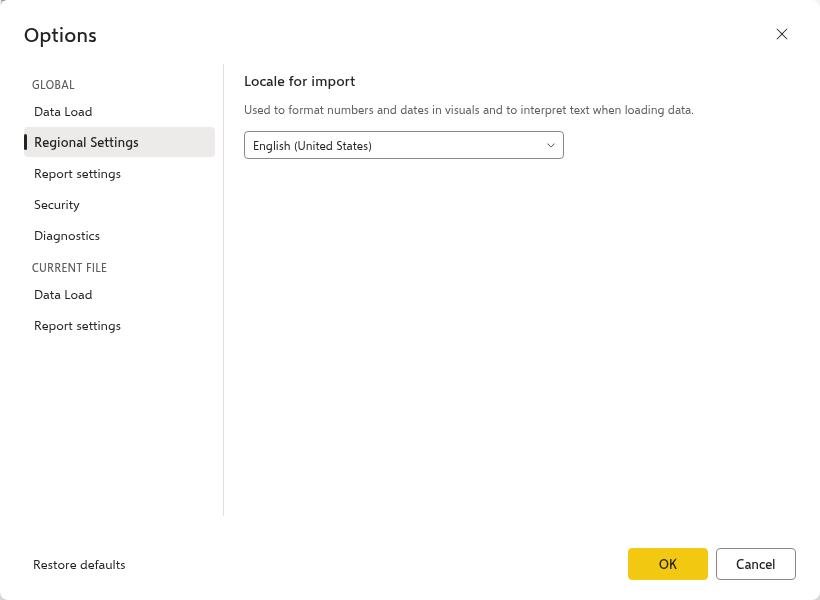 Options
GLOBAL
Data Load
Regional Settings
Report settings
Security
Diagnostics
CURRENT FILE
Data Load
Report settings
Locale for import
Used to format numbers and dates in visuals and to interpret text when loading data.
English (United States)
Restore defaults
OK
Cancel